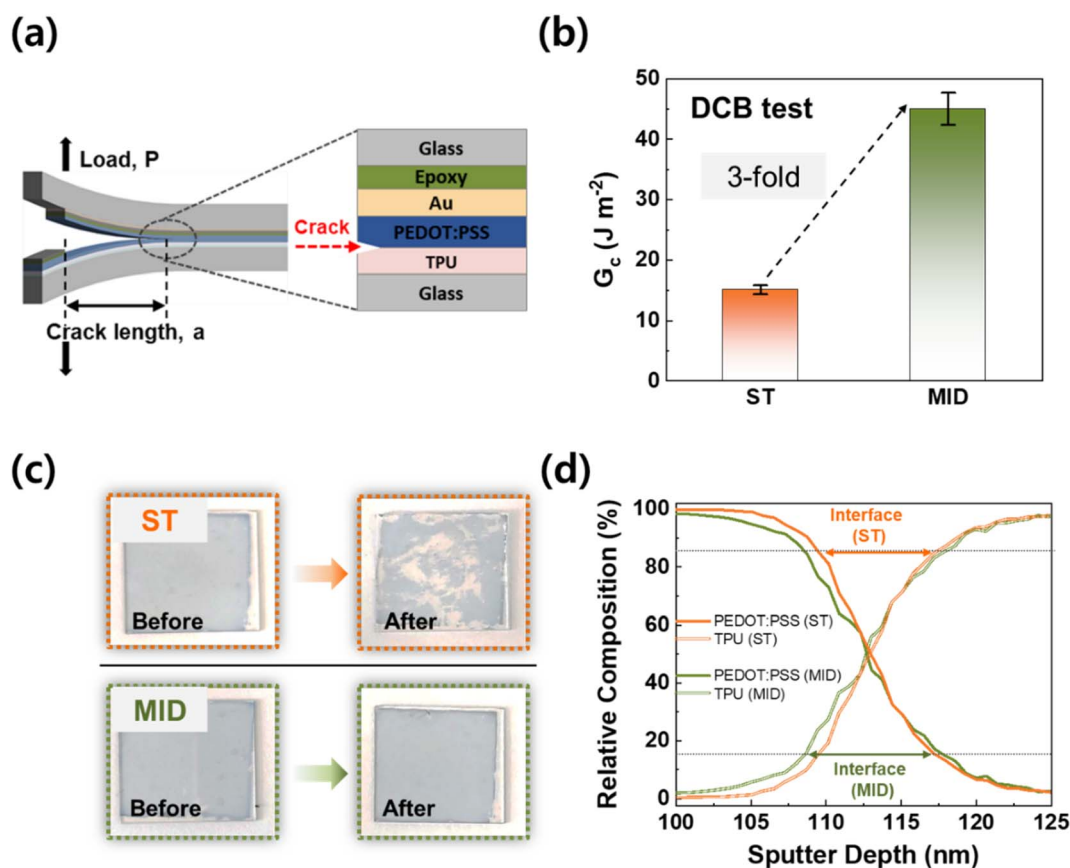 (a)
Load, P
Crack length, a
Crack
Glass
Epoxy
Au
PEDOT:PSS
TPU
Glass
(b)
DCB test
3-fold
G_c (J m⁻²)
50
40
30
20
10
0
ST
MID
(c)
ST
Before
After
MID
Before
After
(d)
Relative Composition (%)
100
80
60
40
20
0
Interface
(ST)
PEDOT:PSS (ST)
TPU (ST)
PEDOT:PSS (MID)
TPU (MID)
Interface
(MID)
100 105 110 115 120 125
Sputter Depth (nm)